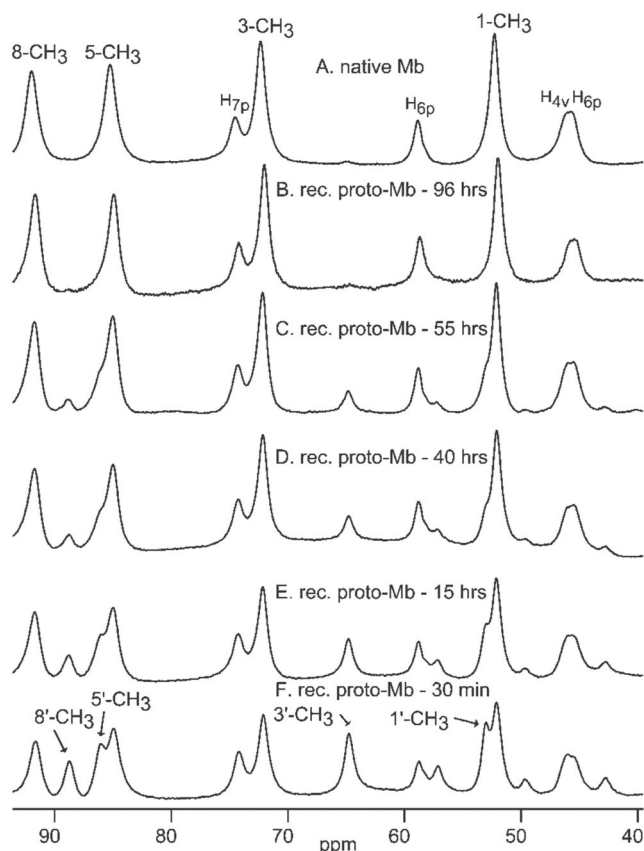 8-CH3 5-CH3 3-CH3 1-CH3
A. native Mb
H7p H6p H4v H6p
B. rec. proto-Mb - 96 hrs
C. rec. proto-Mb - 55 hrs
D. rec. proto-Mb - 40 hrs
E. rec. proto-Mb - 15 hrs
F. rec. proto-Mb - 30 min
8'-CH3 5'-CH3 3'-CH3 1'-CH3
90 80 70 60 50 40
ppm